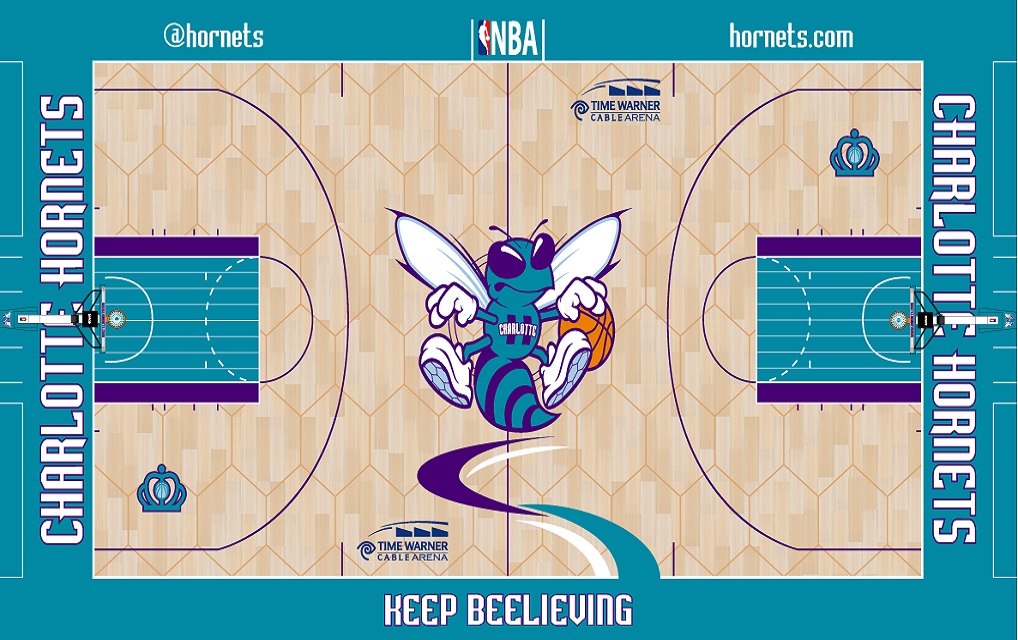 @hornets
NBA
hornets.com
TIME WARNER
CABLE ARENA
CHARLOTTE HORNETS
CHARLOTTE HORNETS
CHARLOTTE
TIME WARNER
CABLE ARENA
KEEP BEELIEVING